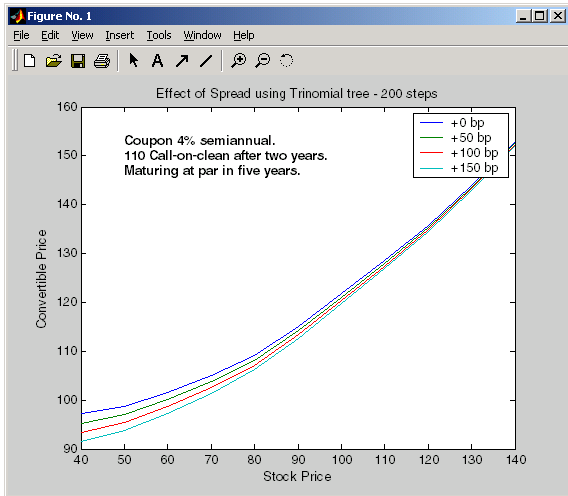 Figure No. 1
File Edit View Insert Tools Window Help
A
Effect of Spread using Trinomial tree - 200 steps
Coupon 4% semiannual.
110 Call-on-clean after two years.
Maturing at par in five years.
+0 bp
+50 bp
+100 bp
+150 bp
Convertible Price
160
150
140
130
120
110
100
90
40 50 60 70 80 90 100 110 120 130 140
Stock Price